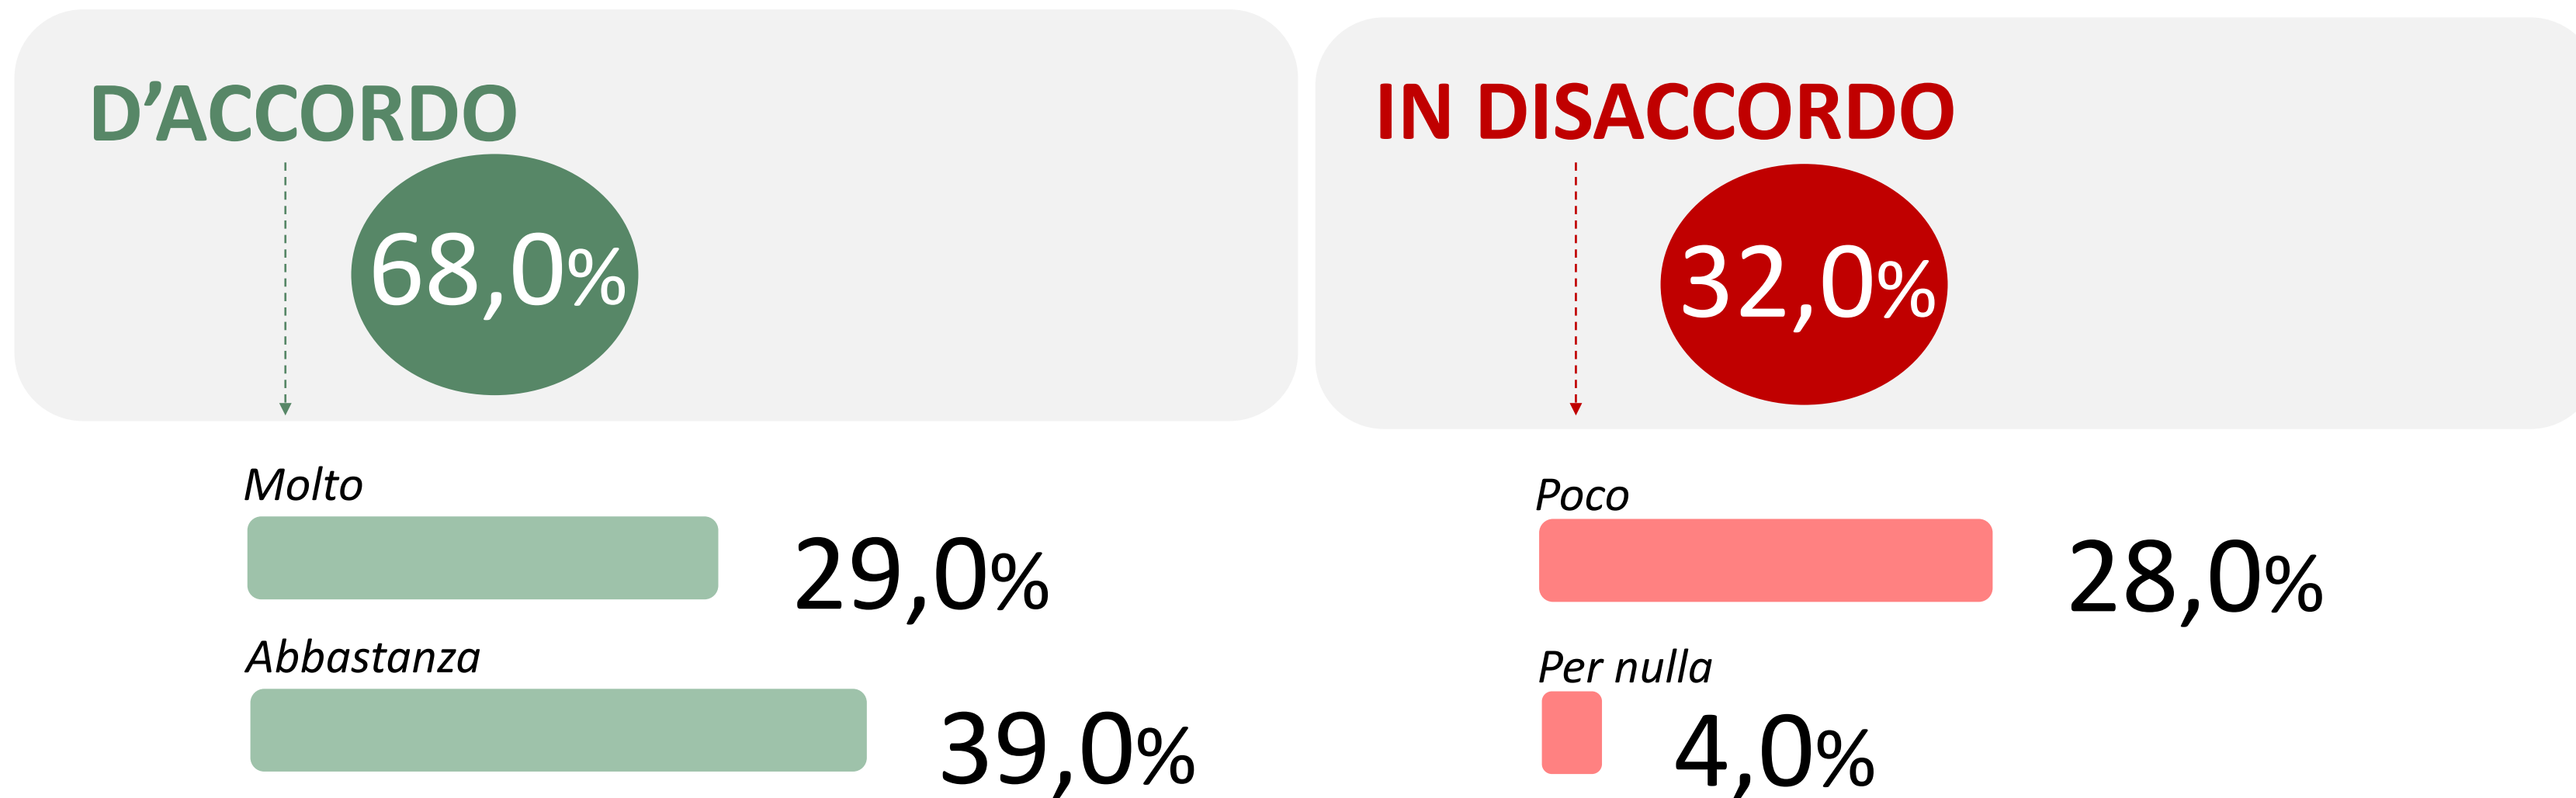 D’ACCORDO
68,0%
Molto
29,0%
Abbastanza
39,0%
IN DISACCORDO
32,0%
Poco
28,0%
Per nulla
4,0%